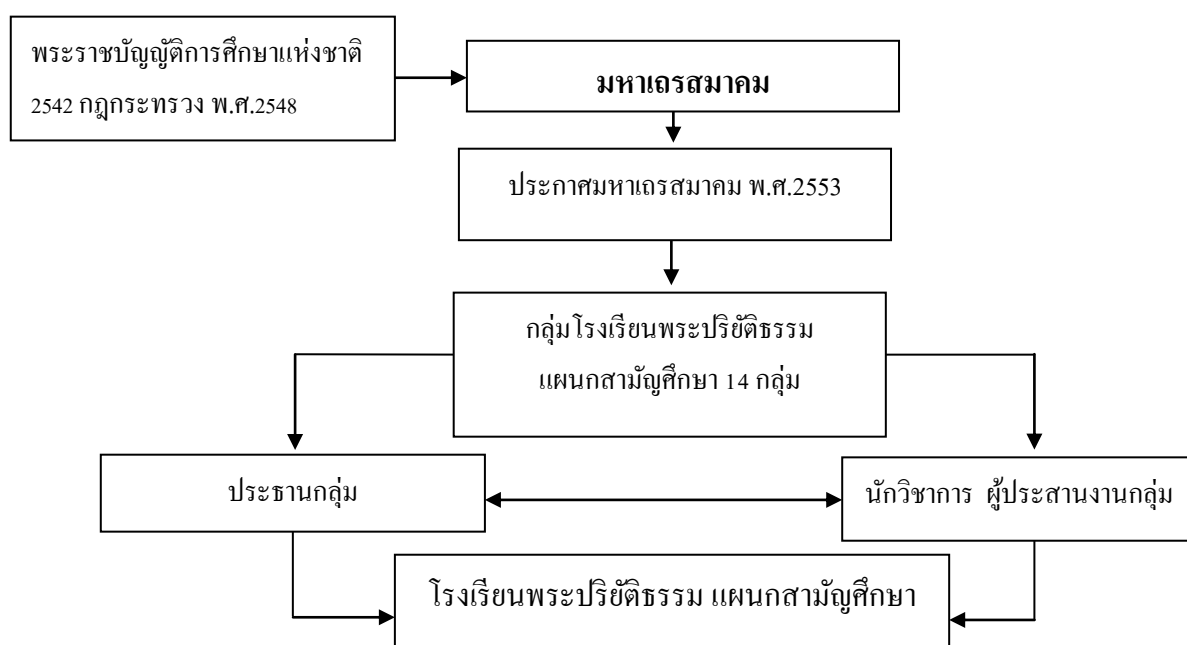 พระราชบัญญัติการศึกษาแห่งชาติ
2542 กฎกระทรวง พ.ศ.2548
มหาเถรสมาคม
ประกาศมหาเถรสมาคม พ.ศ.2553
กลุ่มโรงเรียนพระปริยัติธรรม
แผนกสามัญศึกษา 14 กลุ่ม
ประธานกลุ่ม
นักวิชาการ ผู้ประสานงานกลุ่ม
โรงเรียนพระปริยัติธรรม แผนกสามัญศึกษา